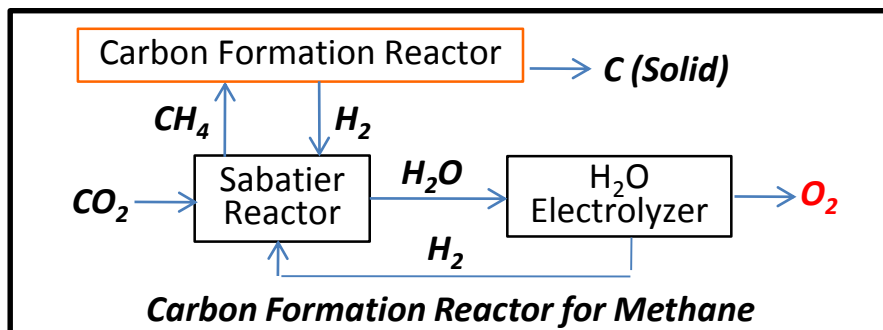 Carbon Formation Reactor
C (Solid)
CH₄
H₂
CO₂
Sabatier
Reactor
H₂O
H₂O
Electrolyzer
O₂
H₂
Carbon Formation Reactor for Methane